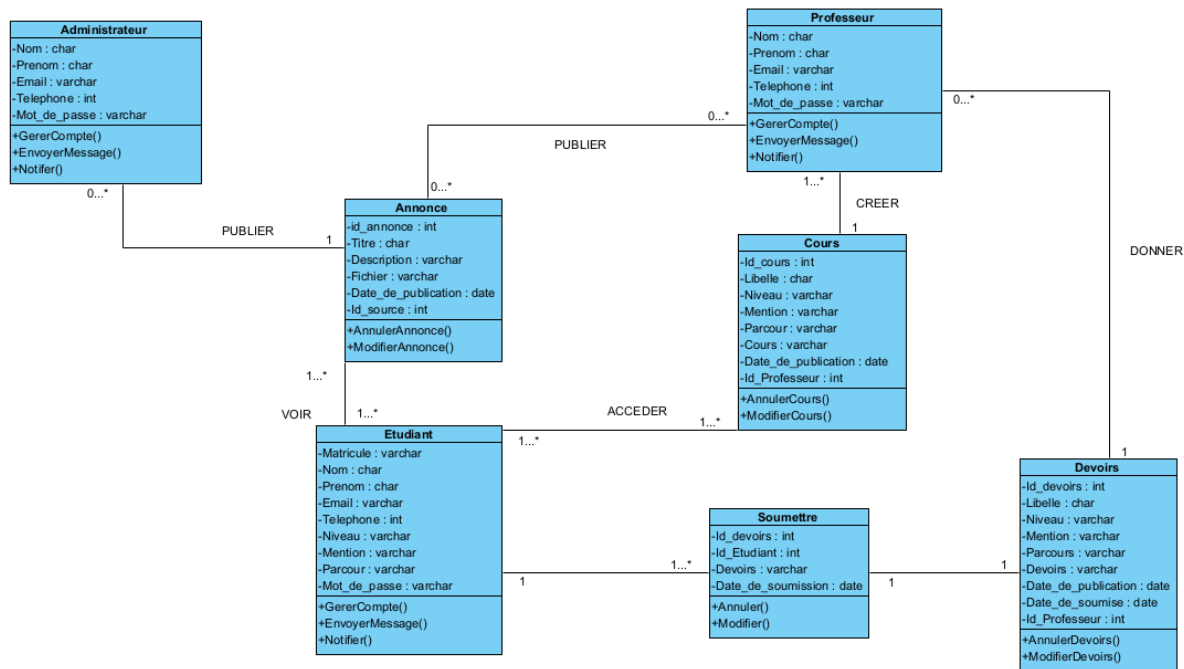 Administrateur
-Nom : char
-Prenom : char
-Email : varchar
-Telephone : int
-Mot_de_passe : varchar
+GererCompte()
+EnvoyerMessage()
+Notifer()
0...*
PUBLIER
1
Professeur
-Nom : char
-Prenom : char
-Email : varchar
-Telephone : int
-Mot_de_passe : varchar
+GererCompte()
+EnvoyerMessage()
+Notifier()
0...*
PUBLIER
0...*
0...*
DONNER
1
1...*
CREER
1
Annonce
-id_annonce : int
-Titre : char
-Description : varchar
-Fichier : varchar
-Date_de_publication : date
-Id_source : int
+AnnulerAnnonce()
+ModifierAnnonce()
1...*
VOIR
1...*
Cours
-Id_cours : int
-Libelle : char
-Niveau : varchar
-Mention : varchar
-Parcour : varchar
-Cours : varchar
-Date_de_publication : date
-Id_Professeur : int
+AnnulerCours()
+ModifierCours()
ACCEDER
1...*
1...*
Etudiant
-Matricule : varchar
-Nom : char
-Prenom : char
-Email : varchar
-Telephone : int
-Niveau : varchar
-Mention : varchar
-Parcour : varchar
-Mot_de_passe : varchar
+GererCompte()
+EnvoyerMessage()
+Notifier()
1
1...*
Soumettre
-Id_devoirs : int
-Id_Etudiant : int
-Devoirs : varchar
-Date_de_soumission : date
+Annuler()
+Modifier()
1
1
Devoirs
-Id_devoirs : int
-Libelle : char
-Niveau : varchar
-Mention : varchar
-Parcours : varchar
-Devoirs : varchar
-Date_de_publication : date
-Date_de_soumise : date
-Id_Professeur : int
+AnnulerDevoirs()
+ModifierDevoirs()